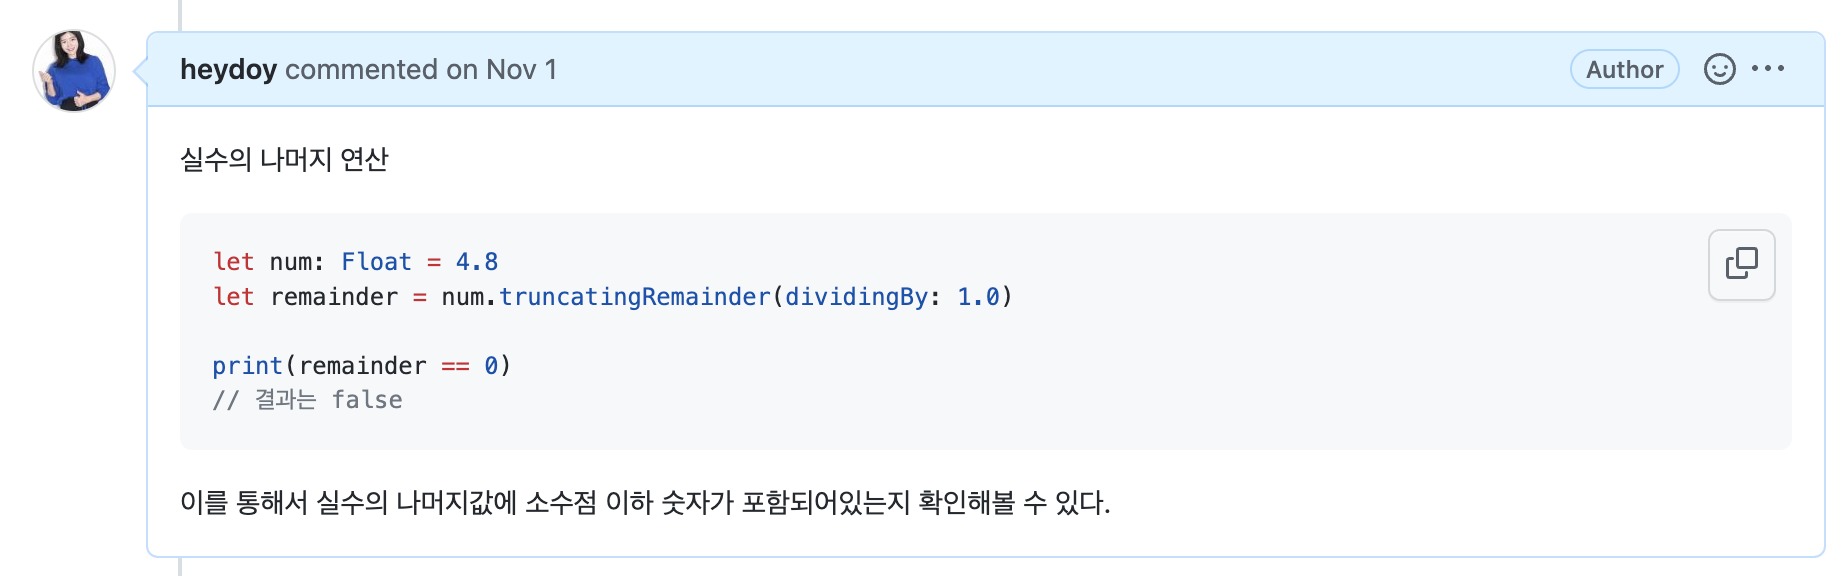 heydoy commented on Nov 1
Author
실수의 나머지 연산
let num: Float = 4.8
let remainder = num.truncatingRemainder(dividingBy: 1.0)
print(remainder == 0)
// 결과는 false
이를 통해서 실수의 나머지값에 소수점 이하 숫자가 포함되어있는지 확인해볼 수 있다.